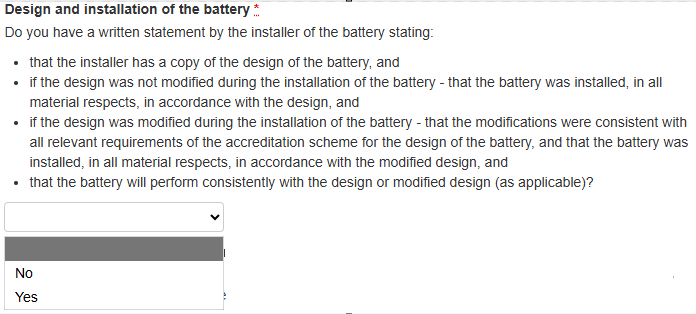 Design and installation of the battery *
Do you have a written statement by the installer of the battery stating:
• that the installer has a copy of the design of the battery, and
• if the design was not modified during the installation of the battery - that the battery was installed, in all
material respects, in accordance with the design, and
• if the design was modified during the installation of the battery - that the modifications were consistent with
all relevant requirements of the accreditation scheme for the design of the battery, and that the battery was
installed, in all material respects, in accordance with the modified design, and
• that the battery will perform consistently with the design or modified design (as applicable)?
No
Yes